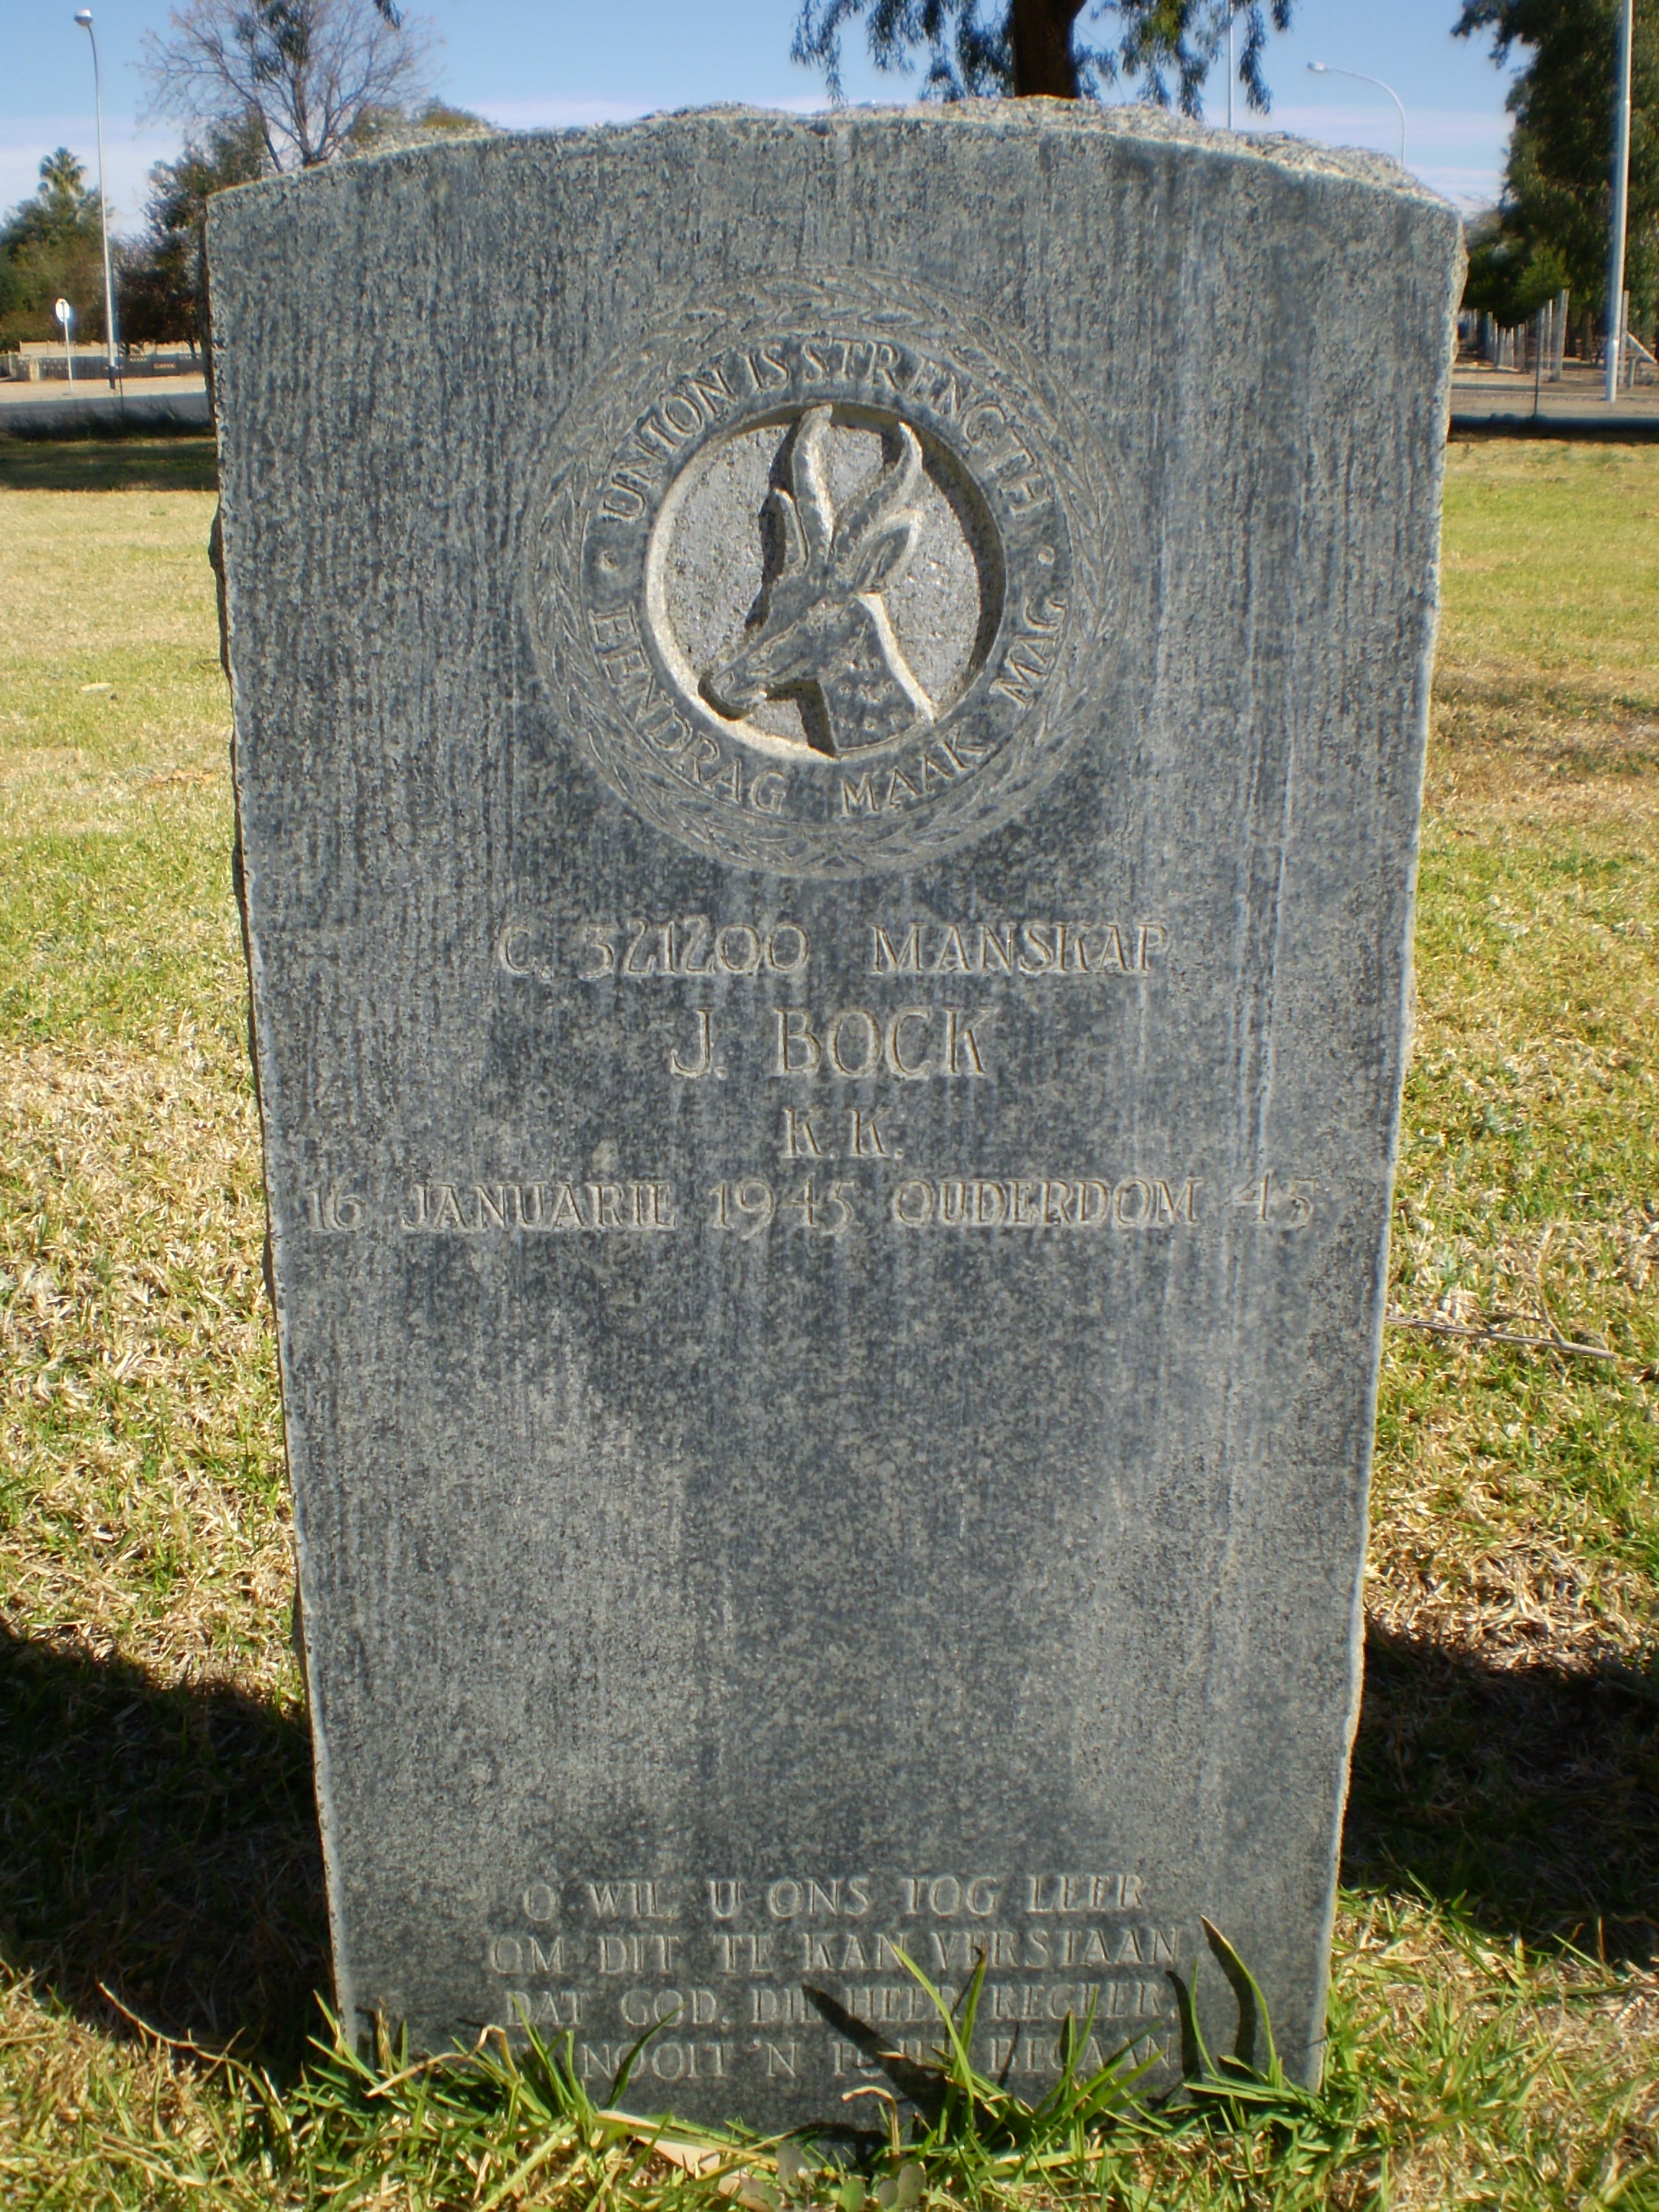 UNION IS STRENGTH
EENDRAG MAAK MAG
C. 521200 MANSKAP
J. BOCK
K.K.
16 JANUARIE 1945 OUDERDOM 45
O WIL U ONS TOG LEER
OM DIT TE KAN VERSTAAN
DAT GOD, DIE HEER, REGEER,
NOOIT 'N FOUT BEGAAN